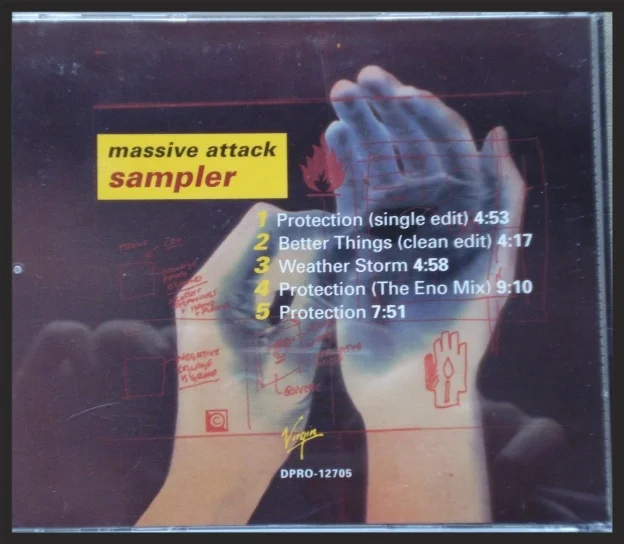 massive attack
sampler
1 Protection (single edit) 4:53
2 Better Things (clean edit) 4:17
3 Weather Storm 4:58
4 Protection (The Eno Mix) 9:10
5 Protection 7:51
NEGATIVE
C
Virgin
DPRO-12705